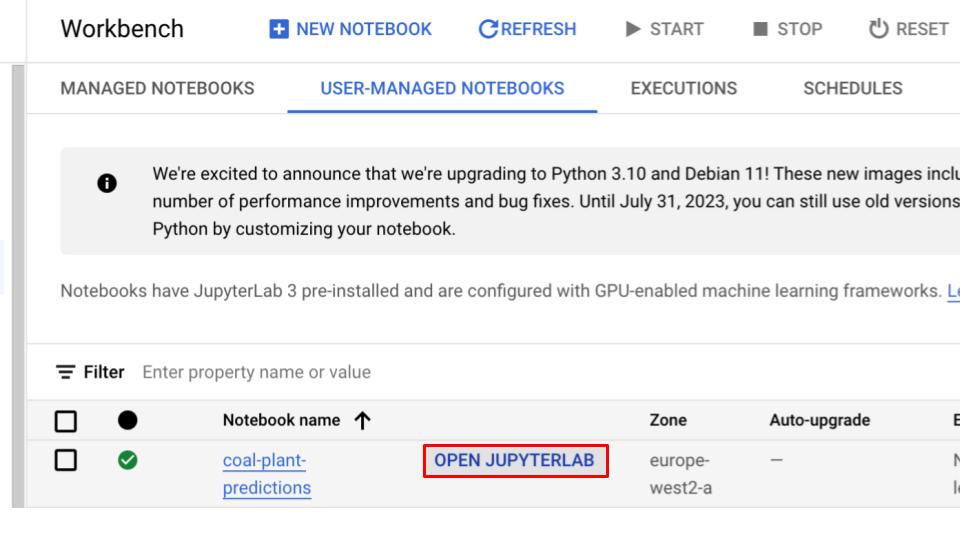 Workbench NEW NOTEBOOK REFRESH START STOP RESET
MANAGED NOTEBOOKS USER-MANAGED NOTEBOOKS EXECUTIONS SCHEDULES
We're excited to announce that we're upgrading to Python 3.10 and Debian 11! These new images
number of performance improvements and bug fixes. Until July 31, 2023, you can still use old versions
Python by customizing your notebook.
Notebooks have JupyterLab 3 pre-installed and are configured with GPU-enabled machine learning frameworks.
Filter Enter property name or value
Notebook name Zone Auto-upgrade
coal-plant- OPEN JUPYTERLAB europe- —
predictions west2-a